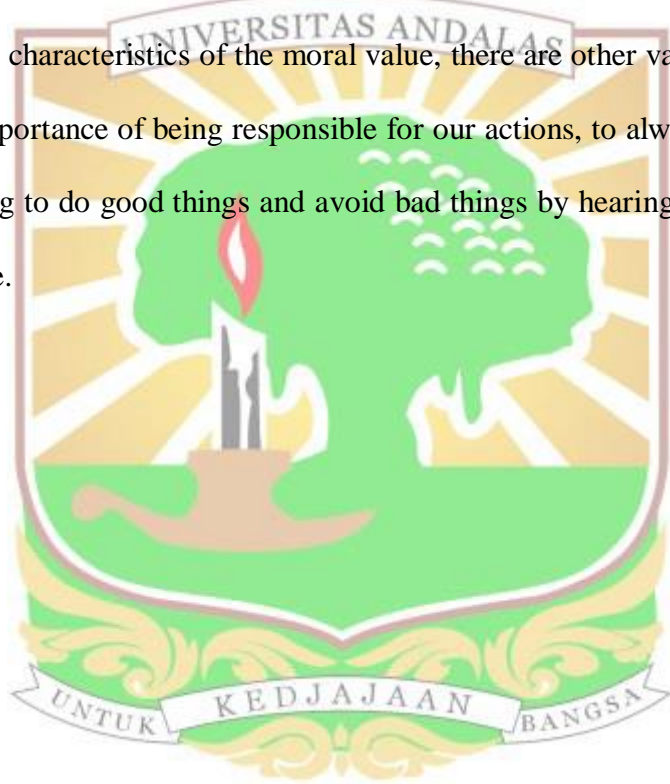 UNIVERSITAS ANDALAS
characteristics of the moral value, there are other va
portance of being responsible for our actions, to alw
g to do good things and avoid bad things by hearing
e.
UNTUK KEDJAJAAN BANGSA